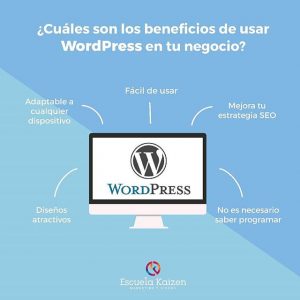 ¿Cuáles son los beneficios de usar
WordPress en tu negocio?
Fácil de usar
Adaptable a
cualquier
dispositivo
Mejora tu
estrategia SEO
WORDPRESS
Diseños
atractivos
No es necesario
saber programar
Escuela Kaizen